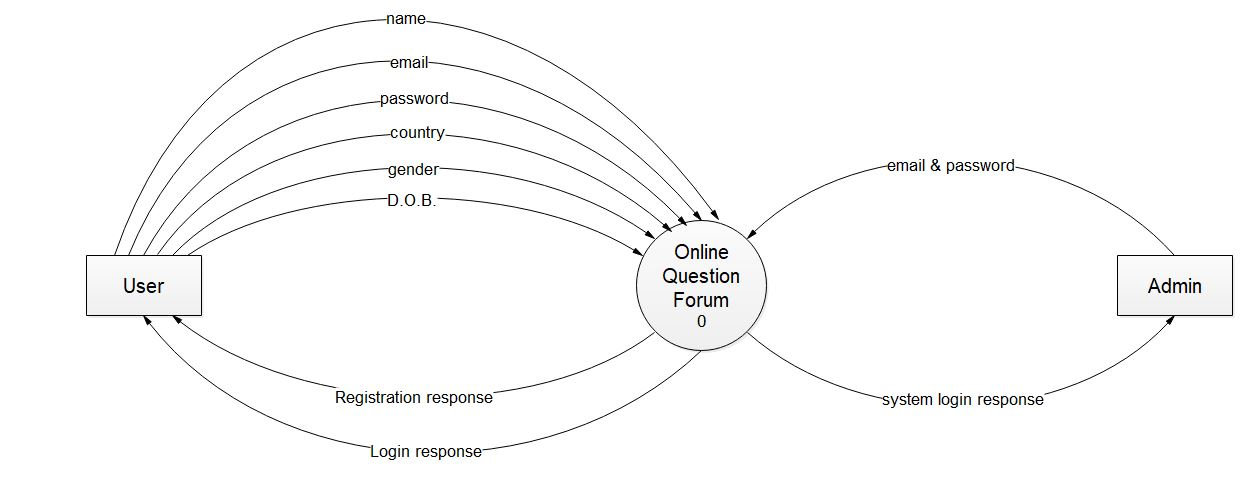 name
email
password
country
gender
D.O.B.
email & password
User
Online
Question
Forum
0
Admin
Registration response
system login response
Login response